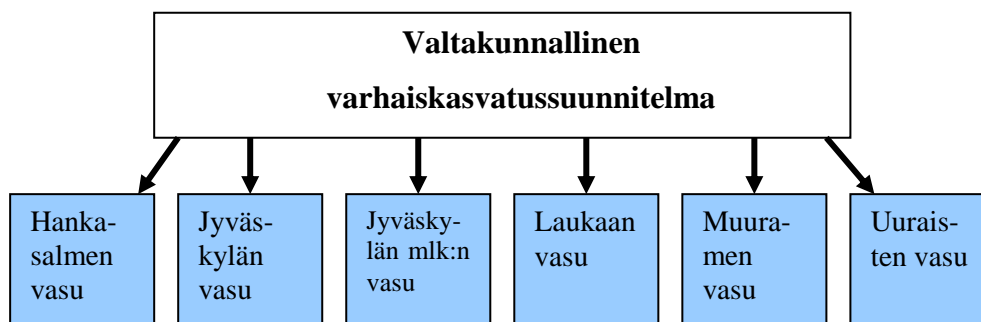 Valtakunnallinen
varhaiskasvatussuunnitelma
Hanka-
salmen
vasu
Jyväs-
kylän
vasu
Jyväsky-
län mlk:n
vasu
Laukaan
vasu
Muura-
men
vasu
Uurais-
ten vasu